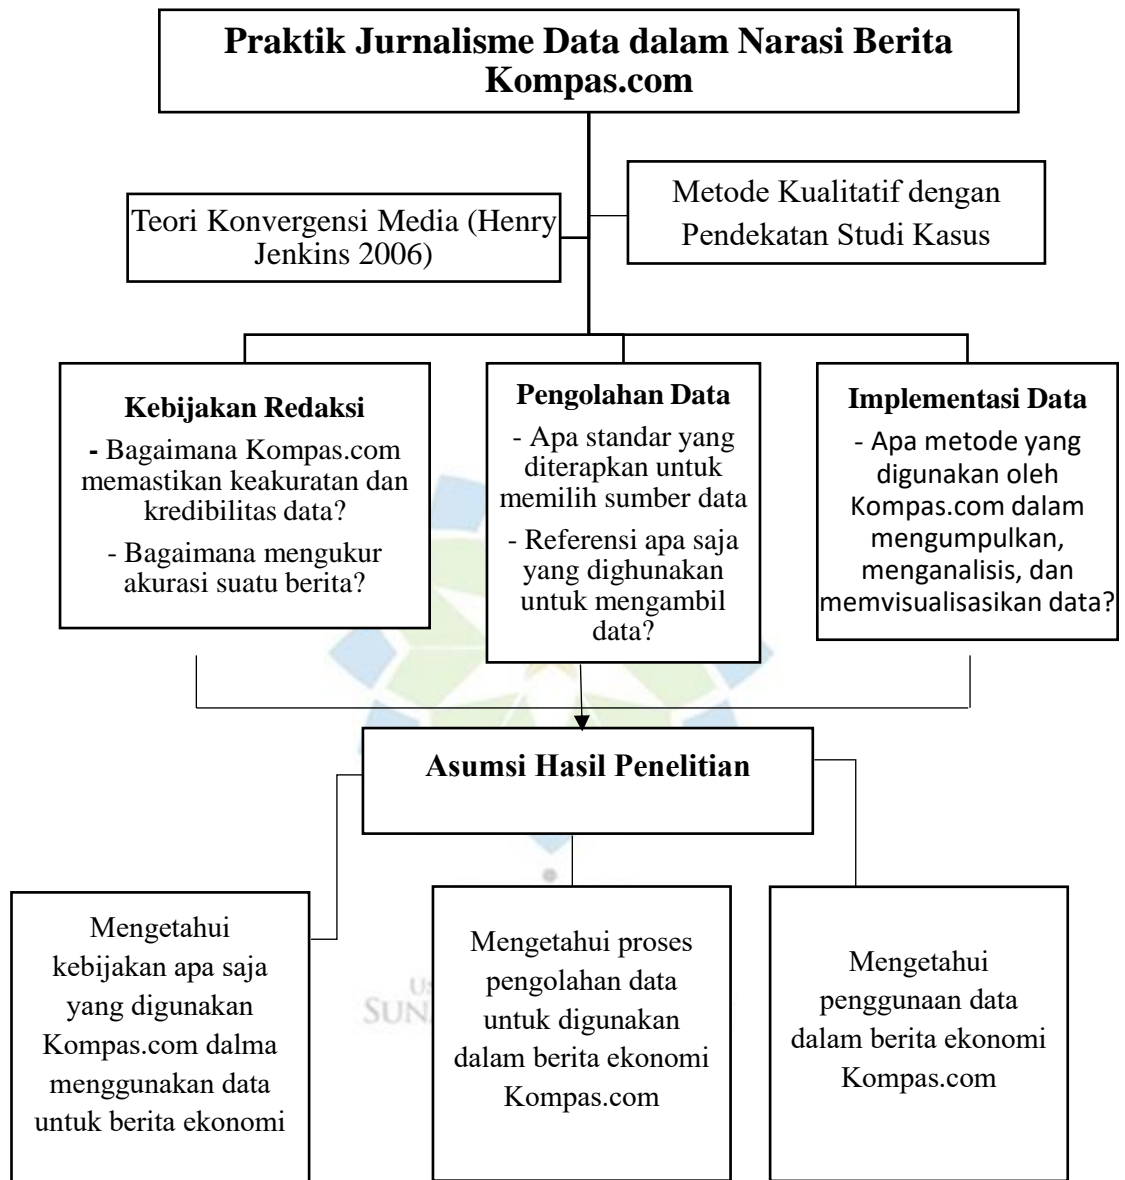 Praktik Jurnalisme Data dalam Narasi Berita
Kompas.com
Teori Konvergensi Media (Henry
Jenkins 2006)
Metode Kualitatif dengan
Pendekatan Studi Kasus
Kebijakan Redaksi
- Bagaimana Kompas.com
memastikan keakuratan dan
kredibilitas data?
- Bagaimana mengukur
akurasi suatu berita?
Pengolahan Data
- Apa standar yang
diterapkan untuk
memilih sumber data
- Referensi apa saja
yang dighunakan
untuk mengambil
data?
Implementasi Data
- Apa metode yang
digunakan oleh
Kompas.com dalam
mengumpulkan,
menganalisis, dan
memvisualisasikan data?
Asumsi Hasil Penelitian
Mengetahui
kebijakan apa saja
yang digunakan
Kompas.com dalma
menggunakan data
untuk berita ekonomi
Mengetahui proses
pengolahan data
untuk digunakan
dalam berita ekonomi
Kompas.com
Mengetahui
penggunaan data
dalam berita ekonomi
Kompas.com